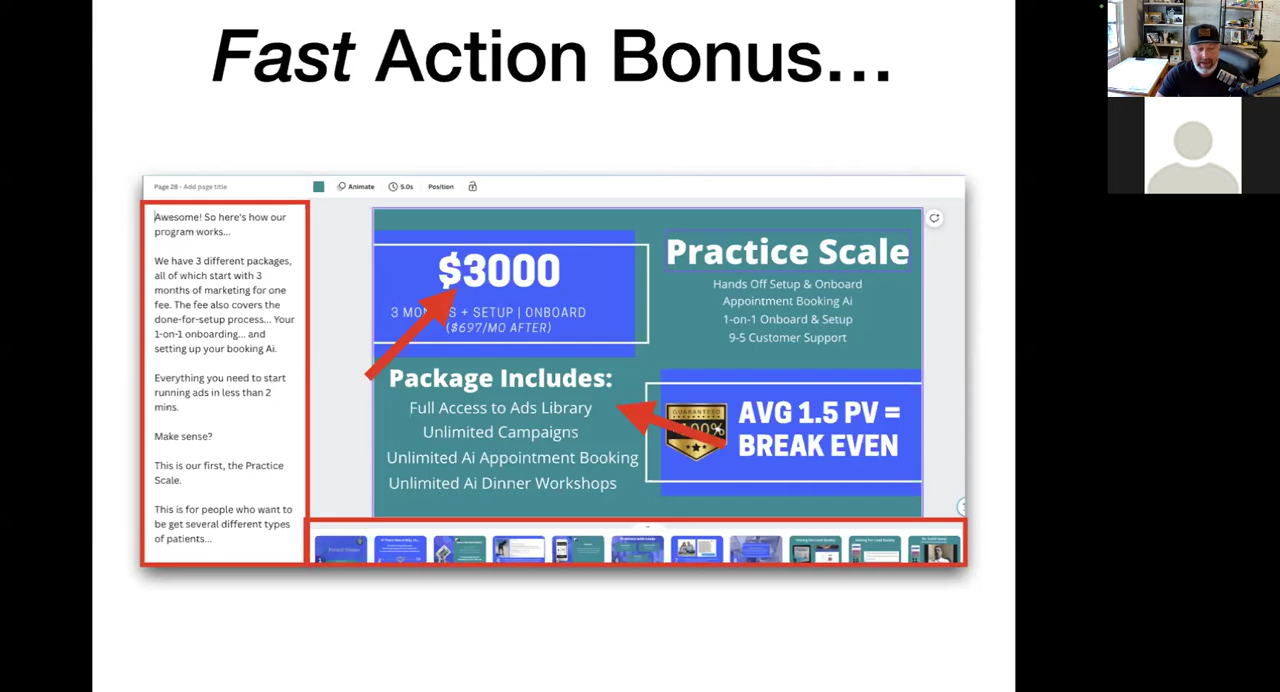 Fast Action Bonus...
Page 28 - Add page title
Animate
5.0s
Position
Awesome! So here's how our
program works...
We have 3 different packages,
all of which start with 3
months of marketing for one
fee. The fee also covers the
done-for-setup process... Your
1-on-1 onboarding... and
setting up your booking Ai.
Everything you need to start
running ads in less than 2
mins.
Make sense?
This is our first, the Practice
Scale.
This is for people who want to
be get several different types
of patients...
$3000
3 MO S + SETUP | ONBOARD
($697/MO AFTER)
Practice Scale
Hands Off Setup & Onboard
Appointment Booking Ai
1-on-1 Onboard & Setup
9-5 Customer Support
Package Includes:
Full Access to Ads Library
Unlimited Campaigns
Unlimited Ai Appointment Booking
Unlimited Ai Dinner Workshops
GUARANTEED
100%
AVG 1.5 PV =
BREAK EVEN